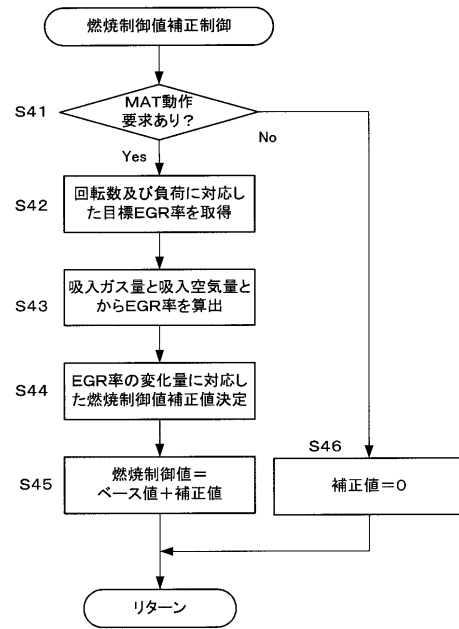 燃焼制御値補正制御
S41
MAT動作
要求あり?
No
Yes
S42
回転数及び負荷に対応し
た目標EGR率を取得
S43
吸入ガス量と吸入空気量と
からEGR率を算出
S44
EGR率の変化量に対応し
た燃焼制御値補正値決定
S45
燃焼制御値=
ベース値+補正値
S46
補正値=0
リターン